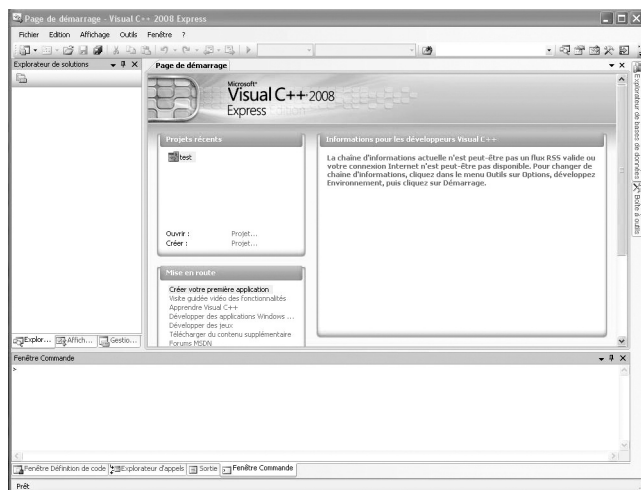 Page de démarrage - Visual C++ 2008 Express
Fichier Edition Affichage Outils Fenêtre ?
Explorateur de solutions
Page de démarrage
Microsoft
Visual C++ 2008
Express
Projets récents
test
Ouvrir : Projet...
Créer : Projet...
Informations pour les développeurs Visual C++
La chaîne d'informations actuelle n'est peut-être pas un flux RSS valide ou
votre connexion Internet n'est peut-être pas disponible. Pour changer de
chaîne d'informations, cliquez dans le menu Outils sur Options, développez
Environnement, puis cliquez sur Démarrage.
Mise en route
Créer votre première application
Visite guidée vidéo des fonctionnalités
Apprendre Visual C++
Développer des applications Windows ...
Développer des jeux
Télécharger du contenu supplémentaire
Forums MSDN
Explorateur de bases de données
Boîte à outils
Explor... Affich... Gestio...
Fenêtre Commande
>
Fenêtre Définition de code Explorateur d'appels Sortie Fenêtre Commande
Prêt